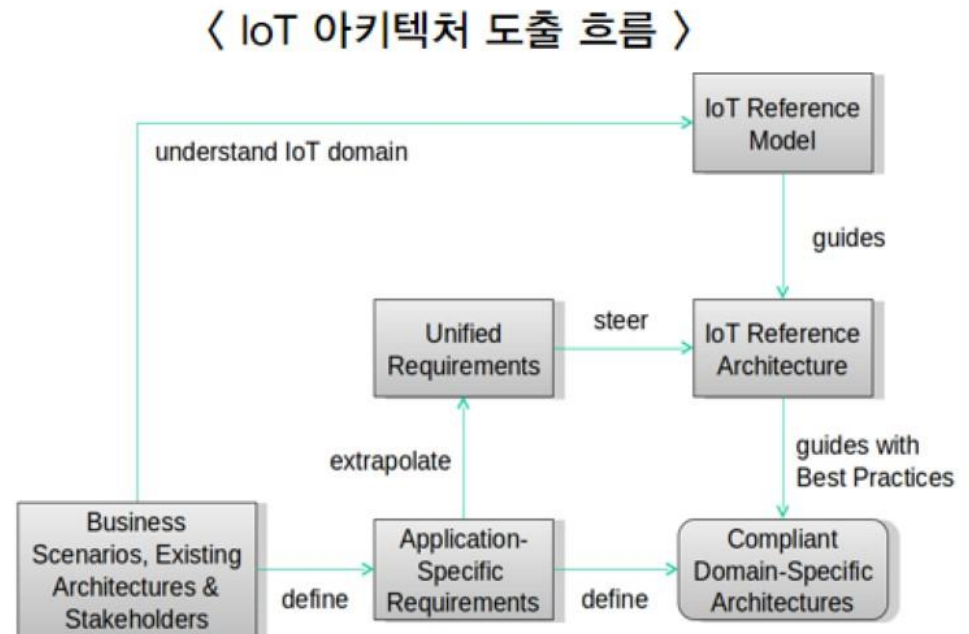 〈 IoT 아키텍처 도출 흐름 〉
IoT Reference
Model
understand IoT domain
guides
Unified
Requirements
steer
IoT Reference
Architecture
extrapolate
guides with
Best Practices
Business
Scenarios, Existing
Architectures &
Stakeholders
define
Application-
Specific
Requirements
define
Compliant
Domain-Specific
Architectures